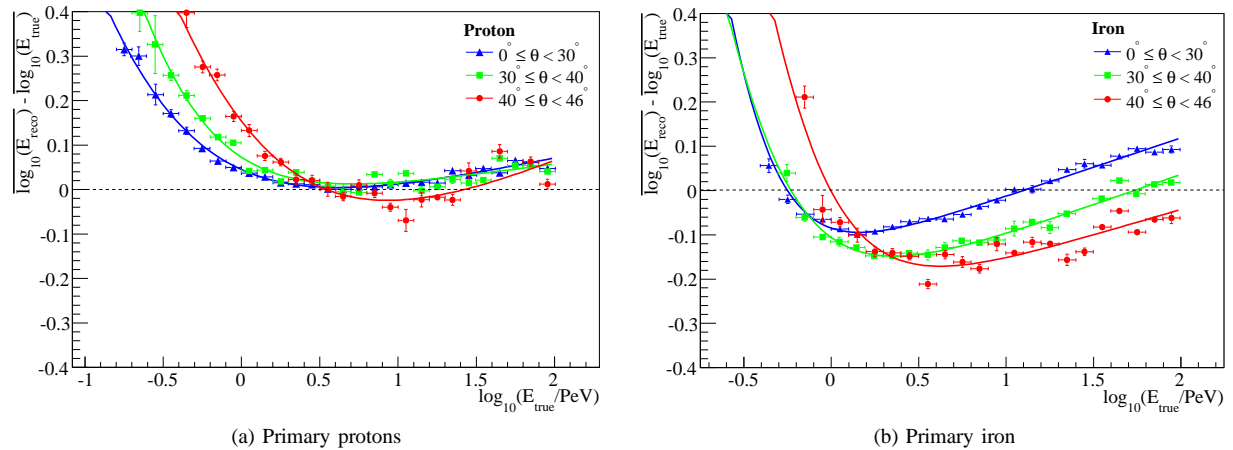 log10(Ereco) - log10(Etrue)
0.4
0.3
0.2
0.1
0
-0.1
-0.2
-0.3
-0.4
Proton
0° ≤ θ < 30°
30° ≤ θ < 40°
40° ≤ θ < 46°
-1 -0.5 0 0.5 1 1.5 2
log10(Etrue/PeV)
(a) Primary protons
log10(Ereco) - log10(Etrue)
0.4
0.3
0.2
0.1
0
-0.1
-0.2
-0.3
-0.4
Iron
0° ≤ θ < 30°
30° ≤ θ < 40°
40° ≤ θ < 46°
-0.5 0 0.5 1 1.5 2
log10(Etrue/PeV)
(b) Primary iron